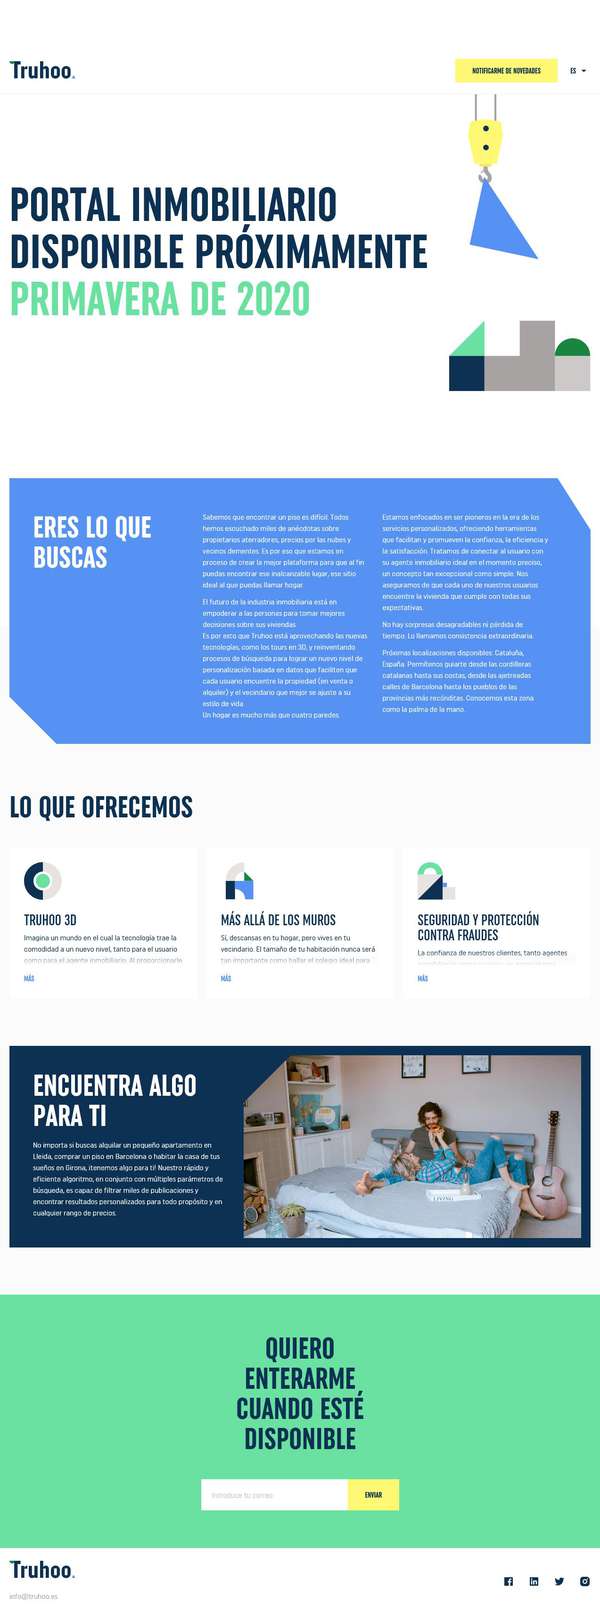 Truhoo.
NOTIFICARME DE NOVEDADES
ES
PORTAL INMOBILIARIO
DISPONIBLE PRÓXIMAMENTE
PRIMAVERA DE 2020
ERES LO QUE
BUSCAS
Sabemos que encontrar un piso es difícil. Todos
hemos escuchado miles de anécdotas sobre
propietarios aterradores, precios por las nubes y
vecinos dementes. Es por eso que estamos en
proceso de crear la mejor plataforma para que al fin
puedas encontrar ese inalcanzable lugar, ese sitio
ideal al que puedas llamar hogar.
El futuro de la industria inmobiliaria está en
empoderar a las personas para tomar mejores
decisiones sobre sus viviendas.
Es por esto que Truhoo está aprovechando las nuevas
tecnologías, como los tours en 3D, y reinventando
procesos de búsqueda para lograr un nuevo nivel de
personalización basada en datos que faciliten que
cada usuario encuentre la propiedad (en venta o
alquiler) y el vecindario que mejor se ajuste a su
estilo de vida.
Un hogar es mucho más que cuatro paredes.
Estamos enfocados en ser pioneros en la era de los
servicios personalizados, ofreciendo herramientas
que facilitan y promueven la confianza, la eficiencia y
la satisfacción. Tratamos de conectar al usuario con
su agente inmobiliario ideal en el momento preciso,
un concepto tan excepcional como simple. Nos
aseguramos de que cada uno de nuestros usuarios
encuentre la vivienda que cumple con todas sus
expectativas.
No hay sorpresas desagradables ni pérdida de
tiempo. Lo llamamos consistencia extraordinaria.
Próximas localizaciones disponibles: Cataluña,
España. Permítenos guiarte desde las cordilleras
catalanas hasta sus costas, desde las ajetreadas
calles de Barcelona hasta los pueblos de las
provincias más recónditas. Conocemos esta zona
como la palma de la mano.
LO QUE OFRECEMOS
TRUHOO 3D
Imagina un mundo en el cual la tecnología trae la
comodidad a un nuevo nivel, tanto para el usuario
como para el agente inmobiliario. Al proporcionarle
MÁS
MÁS ALLÁ DE LOS MUROS
Sí, descansas en tu hogar, pero vives en tu
vecindario. El tamaño de tu habitación nunca será
tan importante como hallar el colegio ideal para
MÁS
SEGURIDAD Y PROTECCIÓN
CONTRA FRAUDES
La confianza de nuestros clientes, tanto agentes
MÁS
ENCUENTRA ALGO
PARA TI
No importa si buscas alquilar un pequeño apartamento en
Lleida, comprar un piso en Barcelona o habitar la casa de tus
sueños en Girona, ¡tenemos algo para ti! Nuestro rápido y
eficiente algoritmo, en conjunto con múltiples parámetros de
búsqueda, es capaz de filtrar miles de publicaciones y
encontrar resultados personalizados para todo propósito y en
cualquier rango de precios.
LIVING
QUIERO
ENTERARME
CUANDO ESTÉ
DISPONIBLE
Introduce tu correo
ENVIAR
Truhoo.
info@truhoo.es